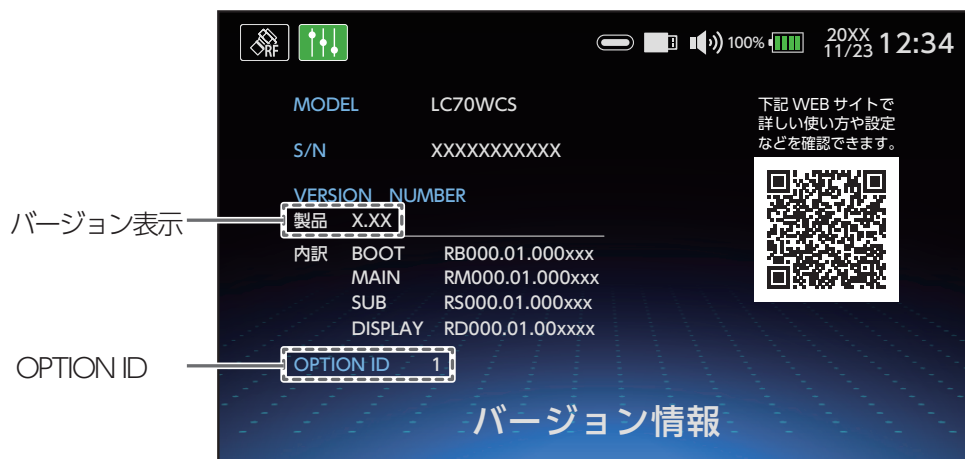 RF
100%
20XX
11/23 12:34
MODEL LC70WCS
S/N XXXXXXXXXXX
下記 WEB サイトで
詳しい使い方や設定
などを確認できます。
VERSION NUMBER
バージョン表示
製品 X.XX
内訳 BOOT RB000.01.000xxx
MAIN RM000.01.000xxx
SUB RS000.01.000xxx
DISPLAY RD000.01.00xxxx
OPTION ID
OPTION ID 1
バージョン情報